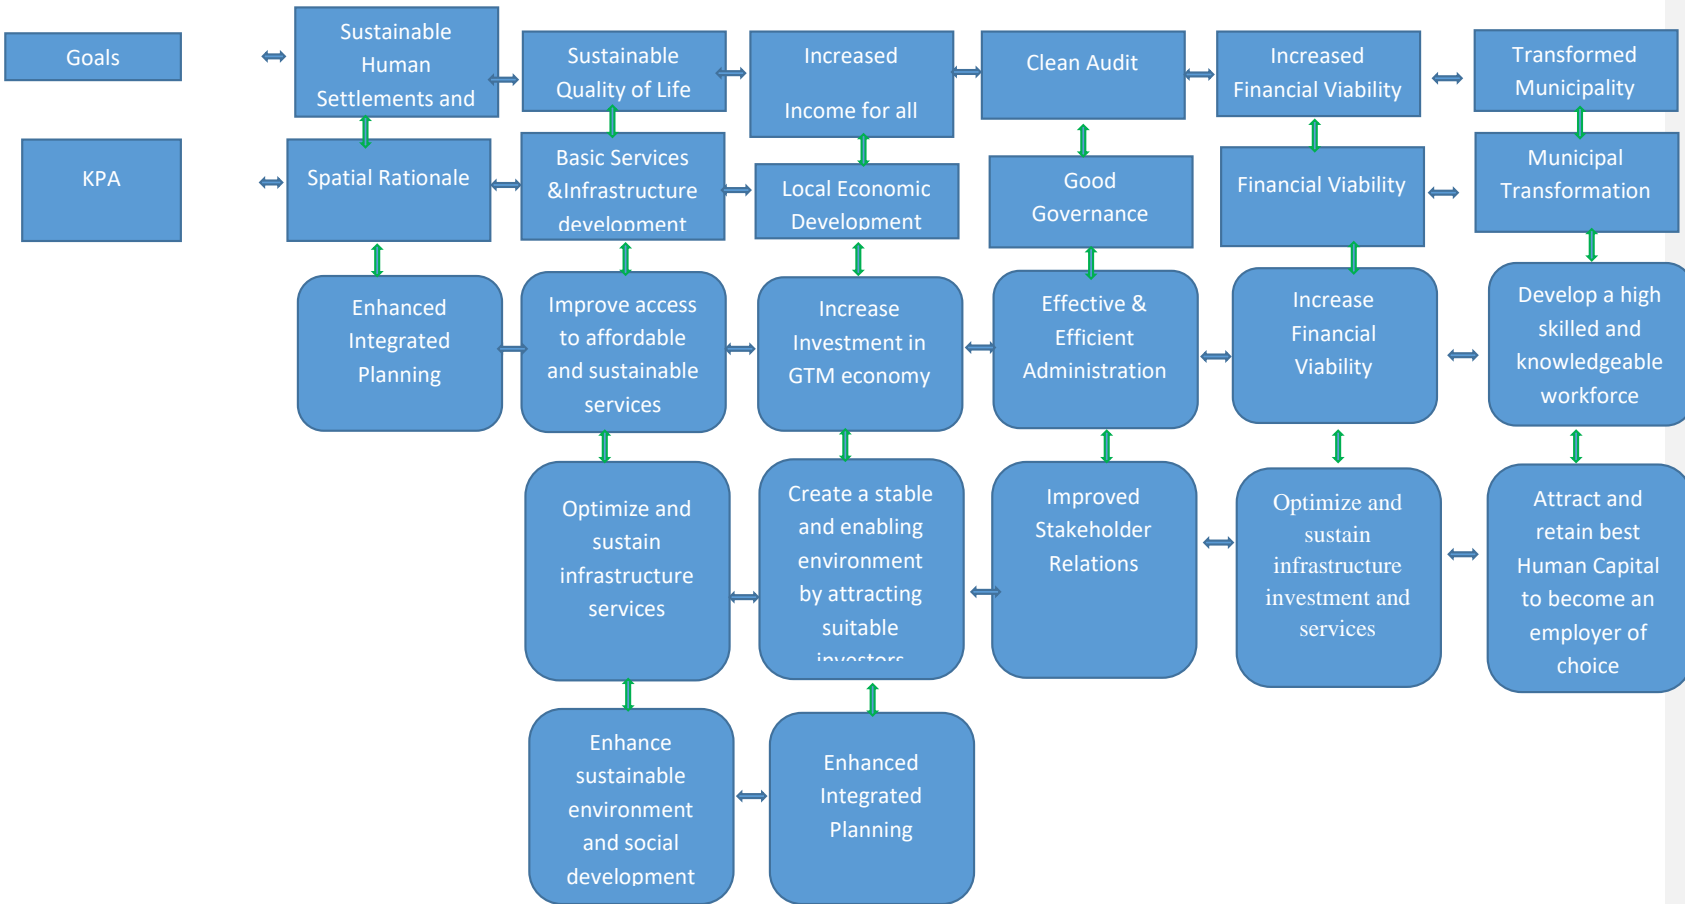 Goals
Sustainable
Human
Settlements and
Sustainable
Quality of Life
Increased
Income for all
Clean Audit
Increased
Financial Viability
Transformed
Municipality
KPA
Spatial Rationale
Basic Services
&Infrastructure
development
Local Economic
Development
Good
Governance
Financial Viability
Municipal
Transformation
Enhanced
Integrated
Planning
Improve access
to affordable
and sustainable
services
Increase
Investment in
GTM economy
Effective &
Efficient
Administration
Increase
Financial
Viability
Develop a high
skilled and
knowledgeable
workforce
Optimize and
sustain
infrastructure
services
Create a stable
and enabling
environment
by attracting
suitable
investors
Improved
Stakeholder
Relations
Optimize and
sustain
infrastructure
investment and
services
Attract and
retain best
Human Capital
to become an
employer of
choice
Enhance
sustainable
environment
and social
development
Enhanced
Integrated
Planning